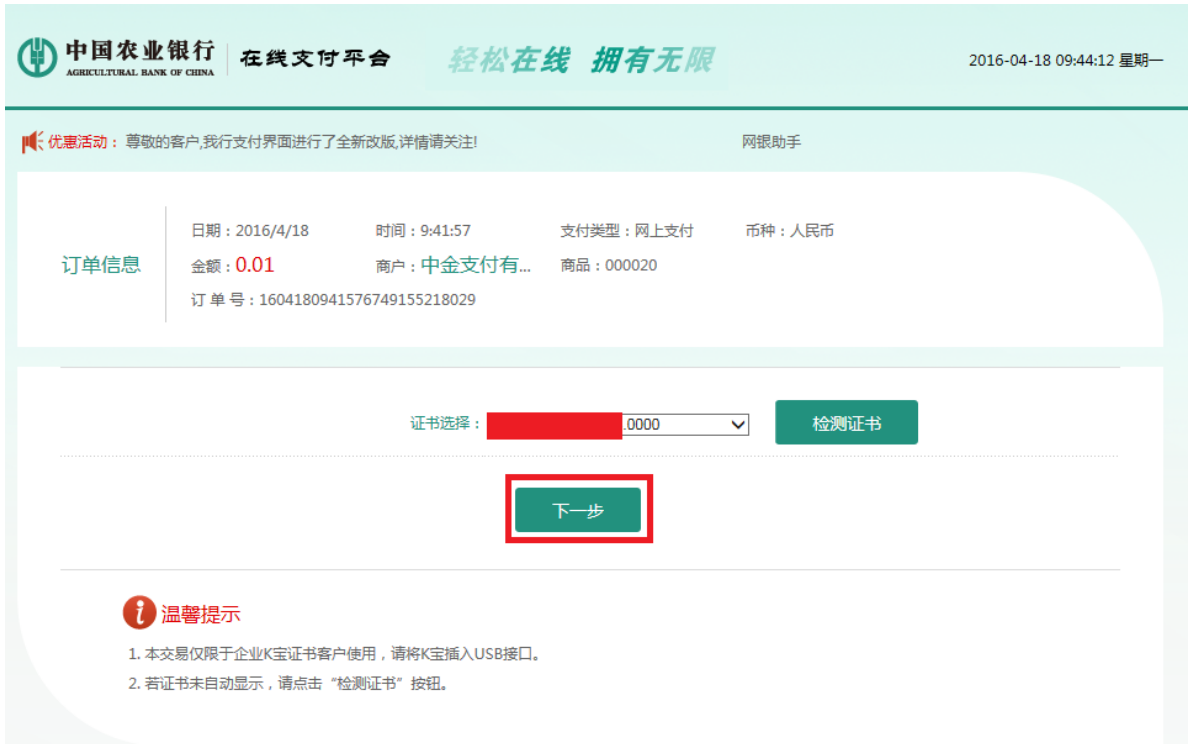 中国农业银行
AGRICULTURAL BANK OF CHINA
在线支付平台
轻松在线 拥有无限
2016-04-18 09:44:12 星期一
优惠活动：尊敬的客户,我行支付界面进行了全新改版,详情请关注!
网银助手
订单信息
日期：2016/4/18 时间：9:41:57 支付类型：网上支付 币种：人民币
金额：0.01 商户：中金支付有... 商品：000020
订 单 号：1604180941576749155218029
证书选择： .0000 检测证书
下一步
温馨提示
1. 本交易仅限于企业K宝证书客户使用，请将K宝插入USB接口。
2. 若证书未自动显示，请点击“检测证书”按钮。